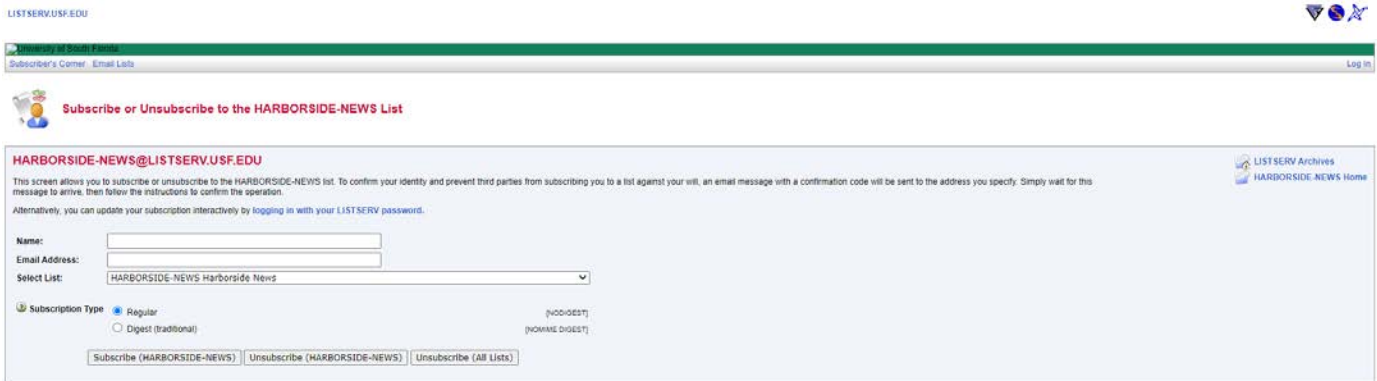 LISTSERV.USF.EDU
University of South Florida
Subscriber's Corner Email Lists Log In
Subscribe or Unsubscribe to the HARBORSIDE-NEWS List
HARBORSIDE-NEWS@LISTSERV.USF.EDU
LISTSERV Archives
HARBORSIDE-NEWS Home
This screen allows you to subscribe or unsubscribe to the HARBORSIDE-NEWS list. To confirm your identity and prevent third parties from subscribing you to a list against your will, an email message with a confirmation code will be sent to the address you specify. Simply wait for this
message to arrive, then follow the instructions to confirm the operation.
Alternatively, you can update your subscription interactively by logging in with your LISTSERV password.
Name:
Email Address:
Select List: HARBORSIDE-NEWS Harborside News
Subscription Type Regular [NODIGEST]
Digest (traditional) [NOMIME DIGEST]
Subscribe (HARBORSIDE-NEWS) Unsubscribe (HARBORSIDE-NEWS) Unsubscribe (All Lists)